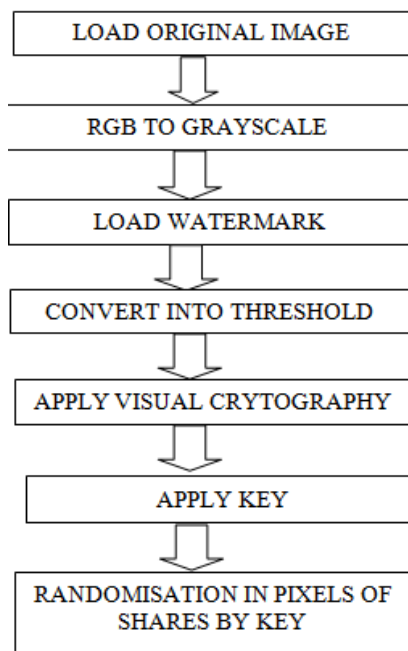 LOAD ORIGINAL IMAGE
RGB TO GRAYSCALE
LOAD WATERMARK
CONVERT INTO THRESHOLD
APPLY VISUAL CRYTOGRAPHY
APPLY KEY
RANDOMISATION IN PIXELS OF
SHARES BY KEY